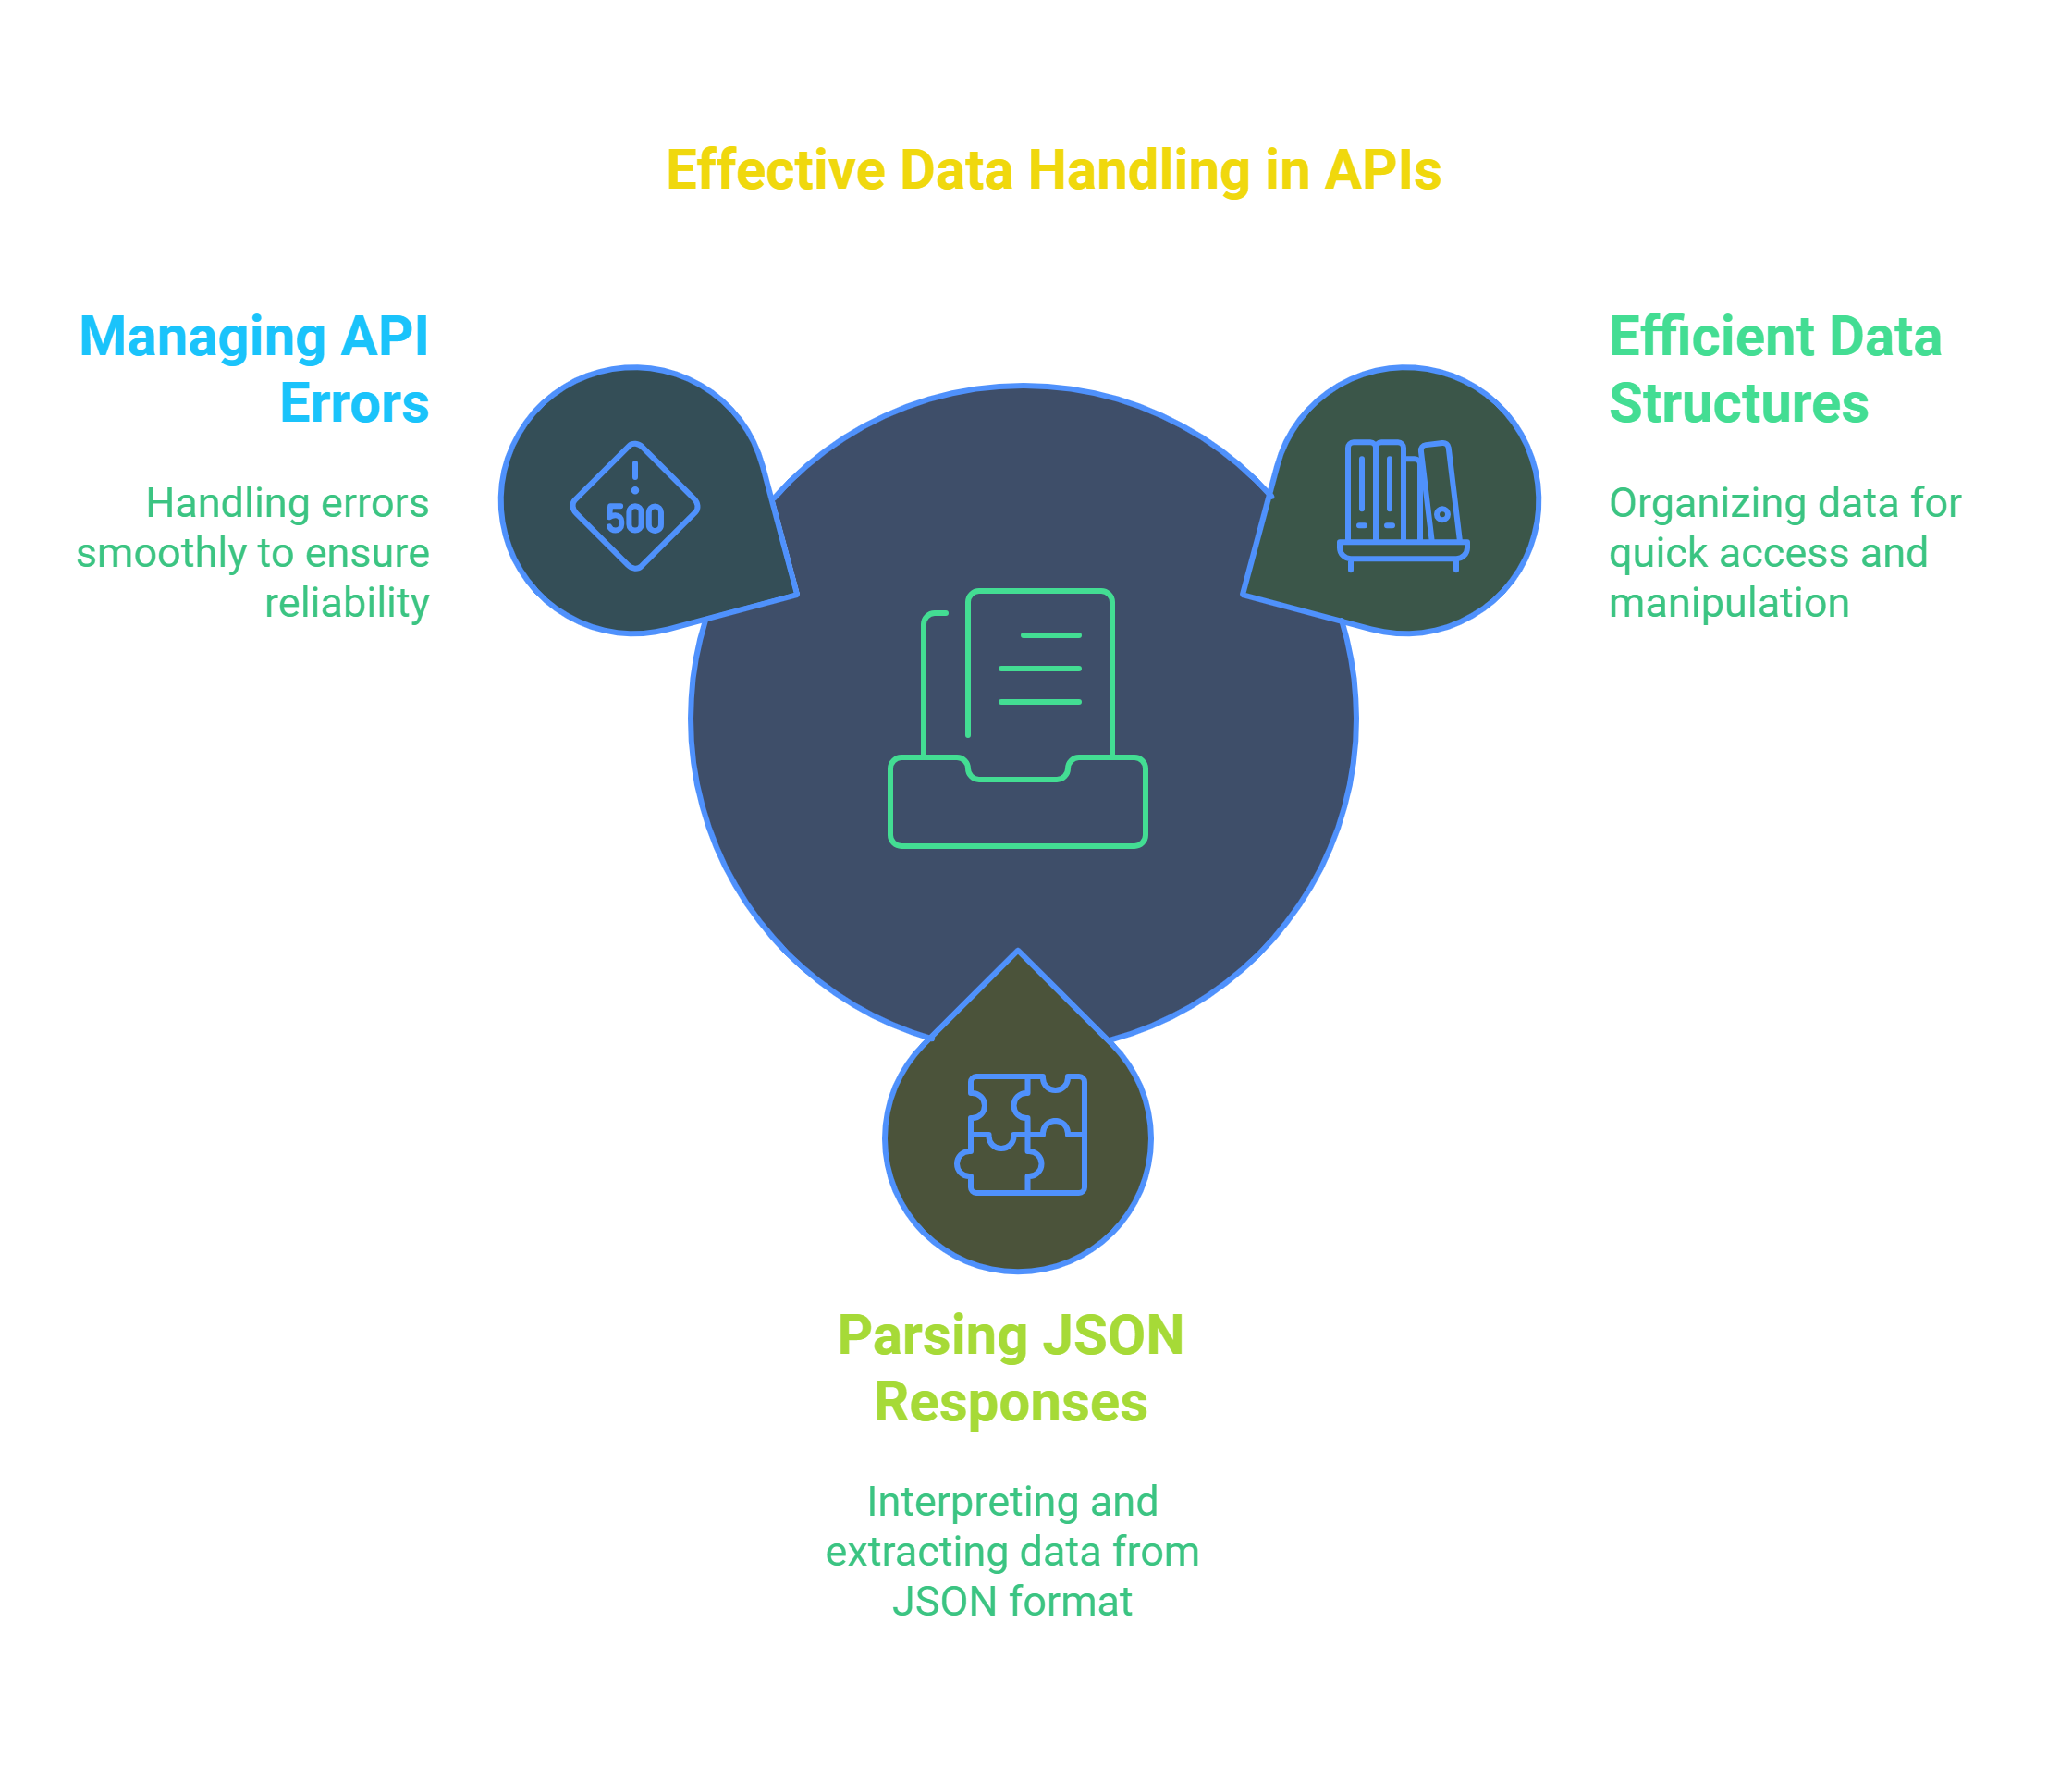 Effective Data Handling in APIs
Managing API
Errors
Handling errors
smoothly to ensure
reliability
500
Efficient Data
Structures
Organizing data for
quick access and
manipulation
Parsing JSON
Responses
Interpreting and
extracting data from
JSON format